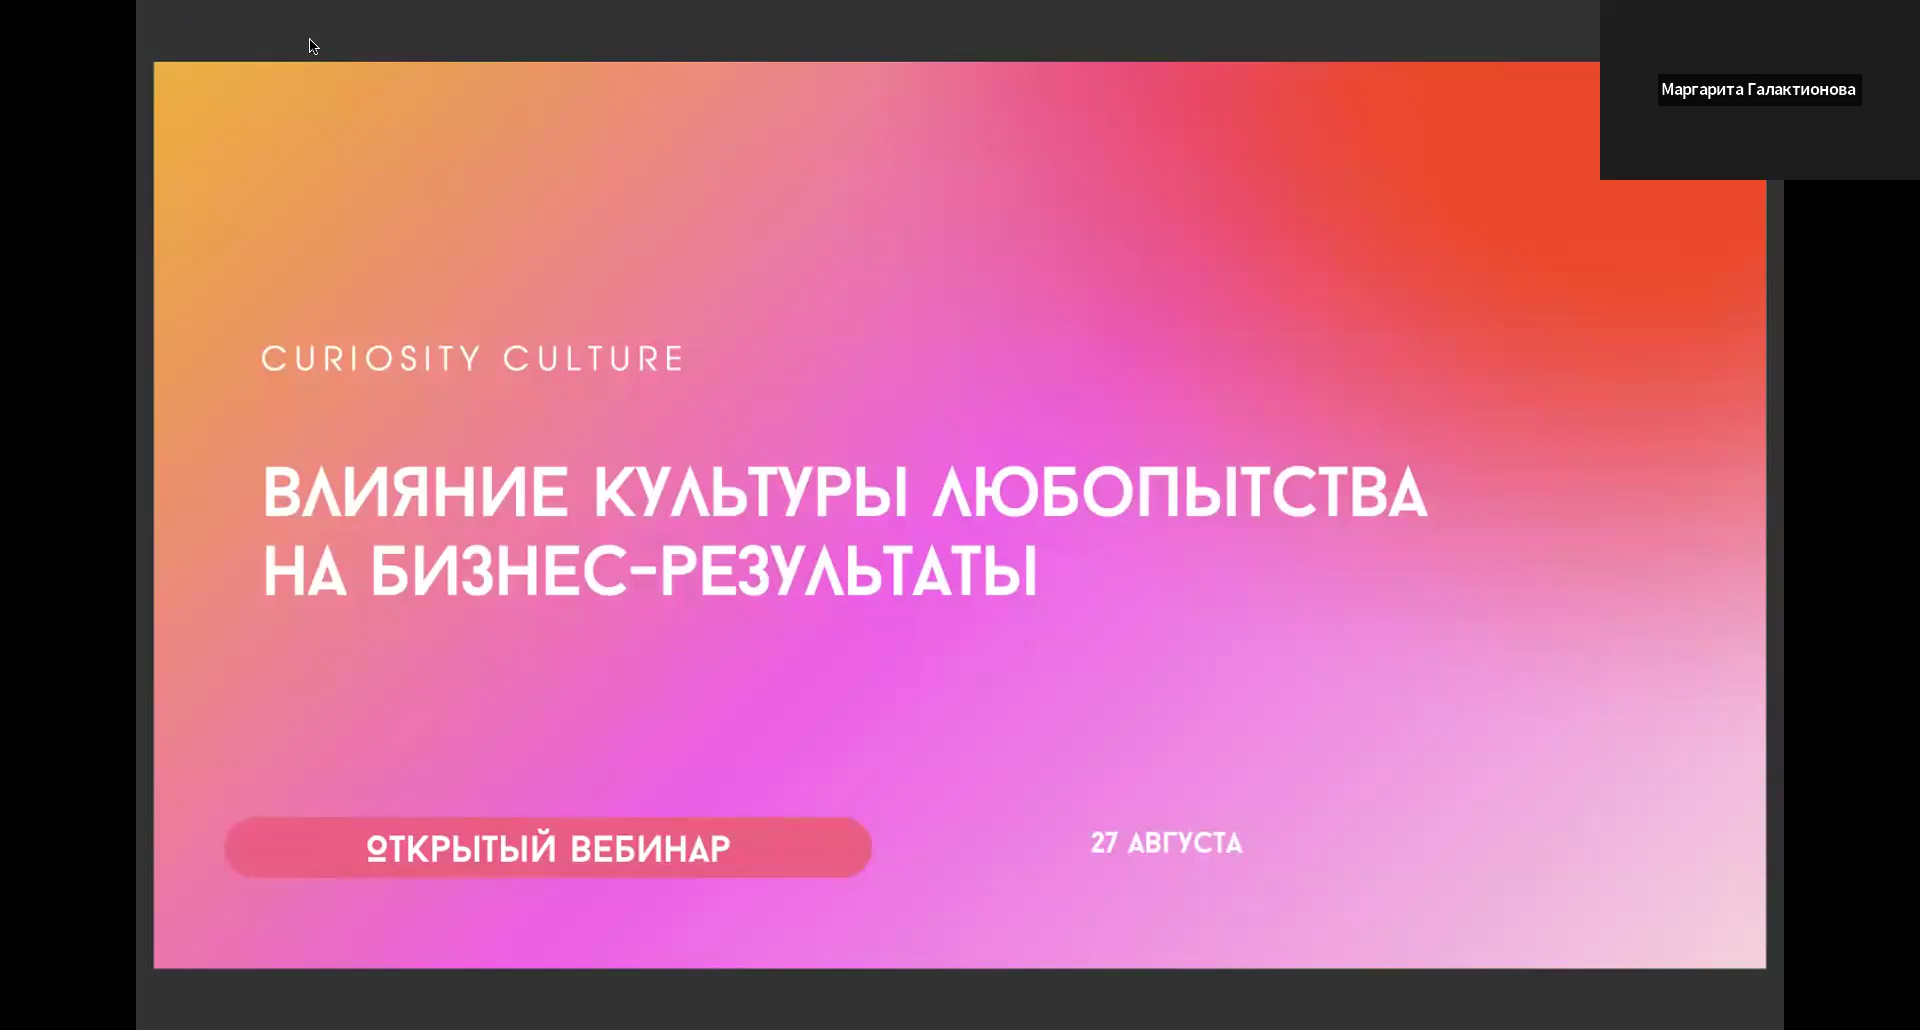 Маргарита Галактионова
CURIOSITY CULTURE
ВЛИЯНИЕ КУЛЬТУРЫ ЛЮБОПЫТСТВА
НА БИЗНЕС-РЕЗУЛЬТАТЫ
ОТКРЫТЫЙ ВЕБИНАР
27 АВГУСТА